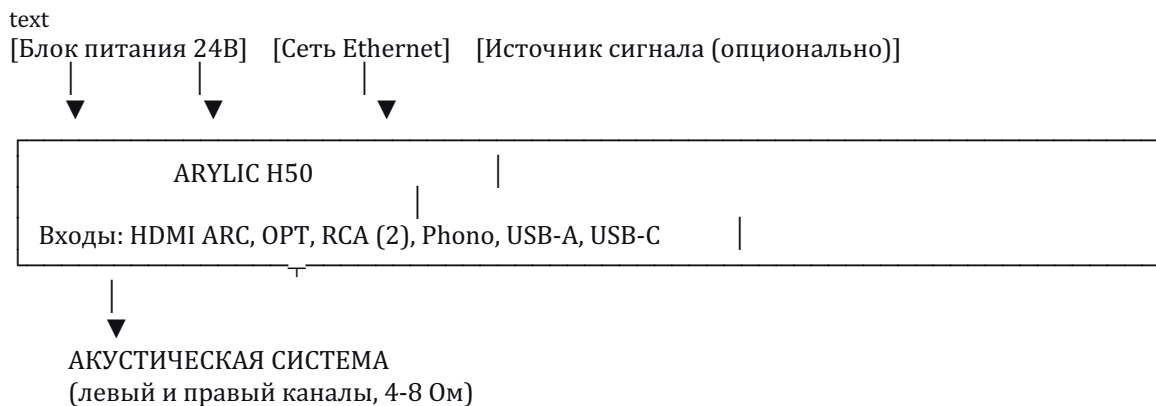 text
[Блок питания 24В] [Сеть Ethernet] [Источник сигнала (опционально)]
ARYLIC H50
Входы: HDMI ARC, OPT, RCA (2), Phono, USB-A, USB-C
АКУСТИЧЕСКАЯ СИСТЕМА
(левый и правый каналы, 4-8 Ом)